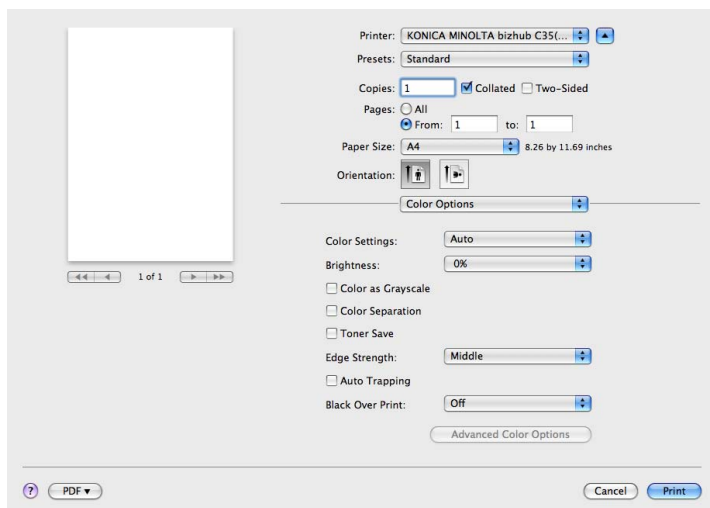 Printer: KONICA MINOLTA bizhub C35(...
Presets: Standard
Copies: 1 Collated Two-Sided
Pages: All
From: 1 to: 1
Paper Size: A4 8.26 by 11.69 inches
Orientation:
Color Options
1 of 1
Color Settings: Auto
Brightness: 0%
Color as Grayscale
Color Separation
Toner Save
Edge Strength: Middle
Auto Trapping
Black Over Print: Off
Advanced Color Options
? PDF ▾ Cancel Print